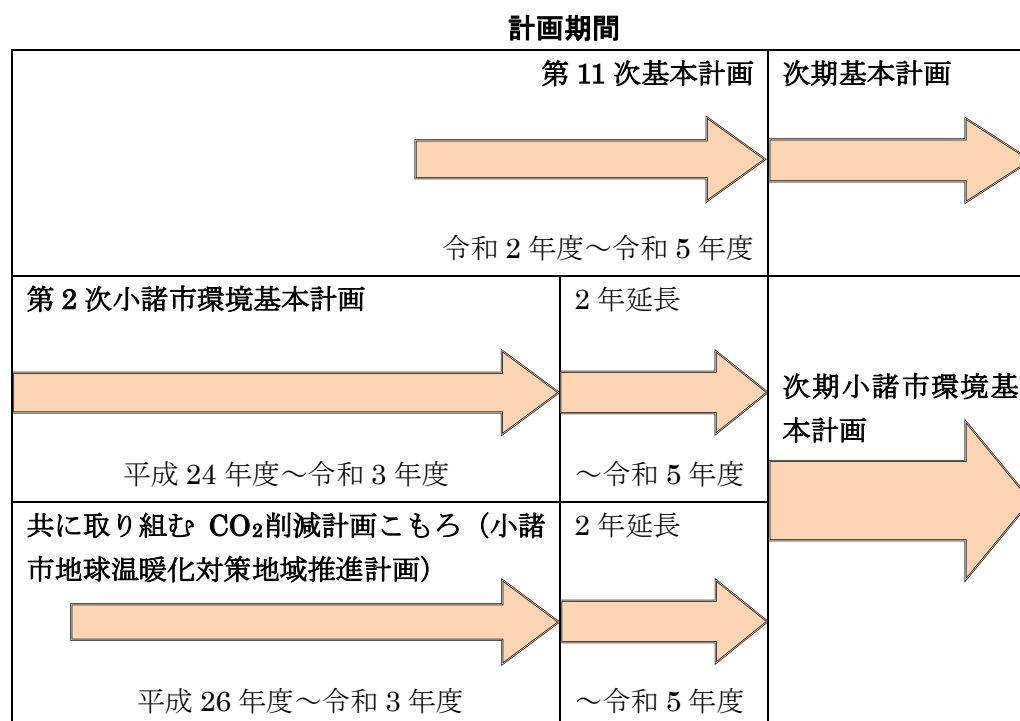 計画期間
第 11 次基本計画
次期基本計画
令和 2 年度～令和 5 年度
第 2 次小諸市環境基本計画
2 年延長
平成 24 年度～令和 3 年度
～令和 5 年度
次期小諸市環境基
本計画
共に取り組む CO₂削減計画こもろ（小諸
市地球温暖化対策地域推進計画）
2 年延長
平成 26 年度～令和 3 年度
～令和 5 年度